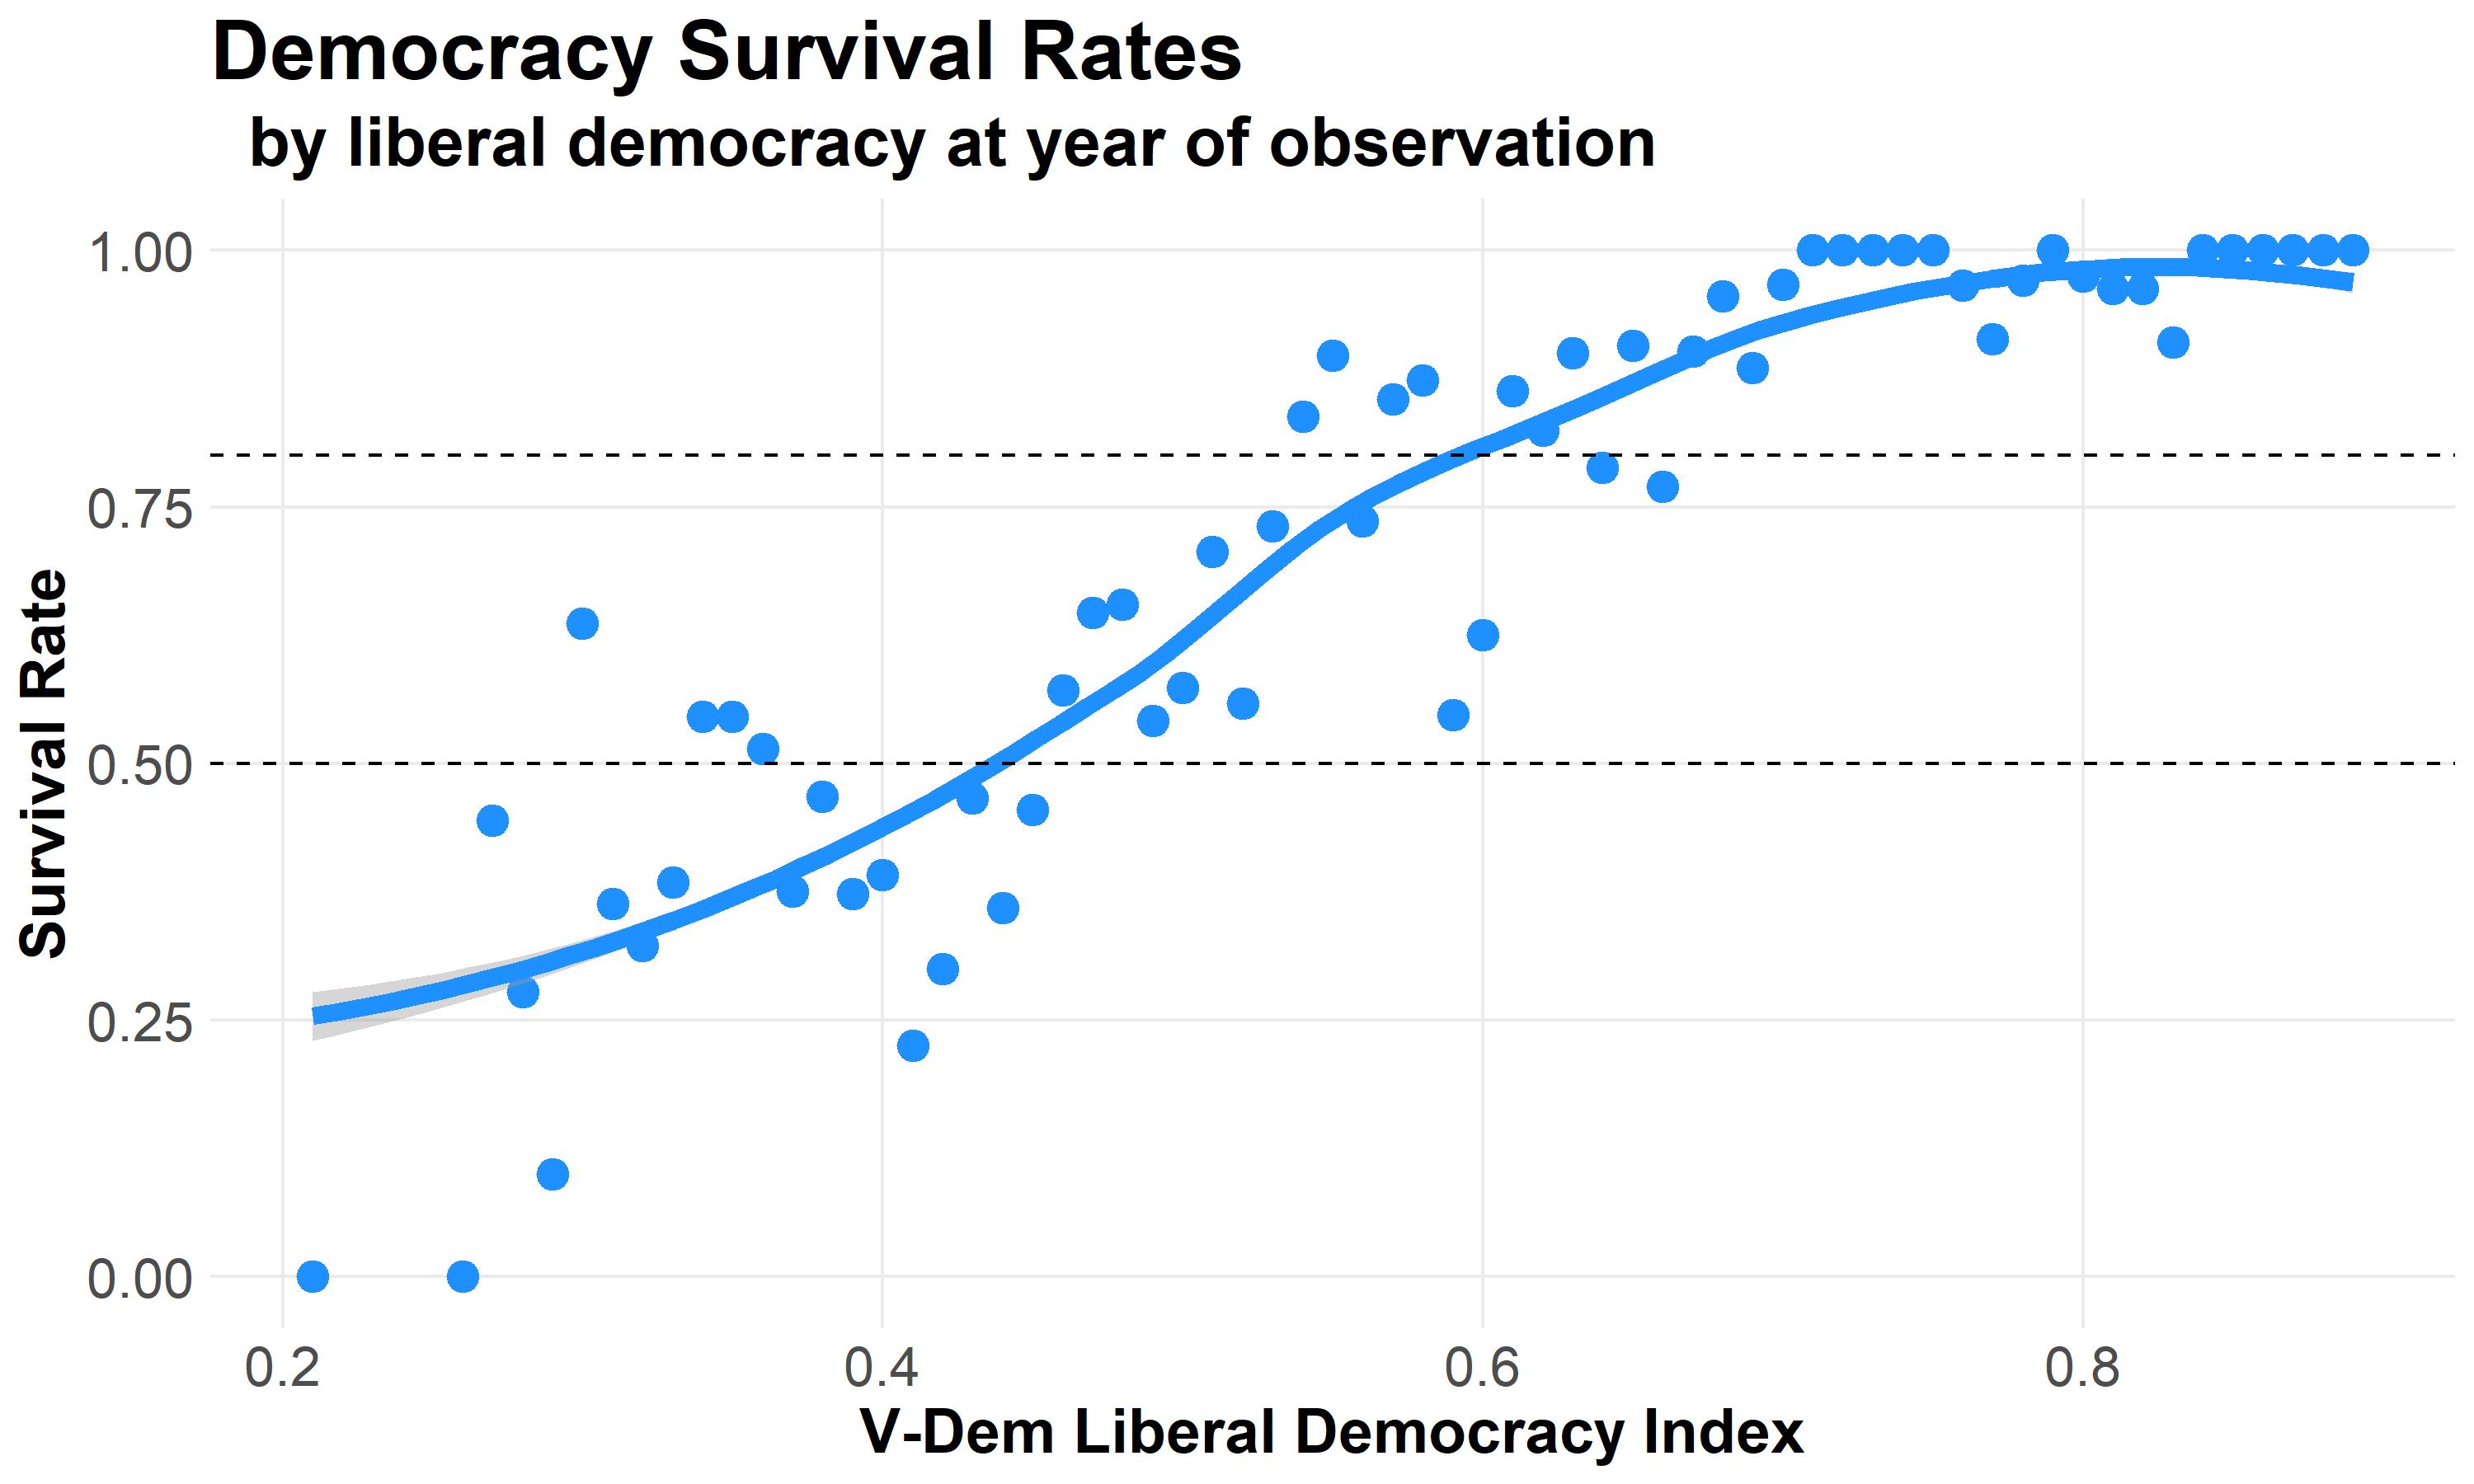 Democracy Survival Rates
by liberal democracy at year of observation
1.00
0.75
0.50
0.25
0.00
Survival Rate
0.2
0.4
0.6
0.8
V-Dem Liberal Democracy Index